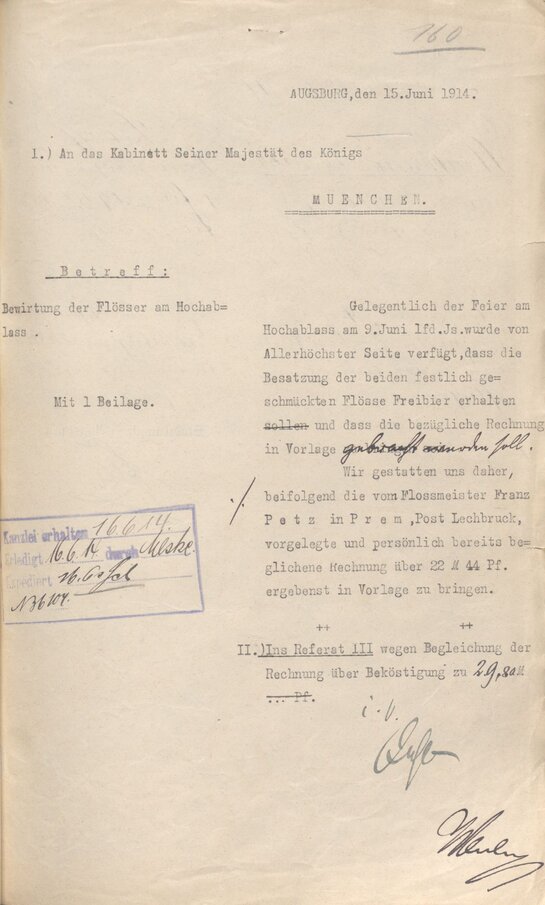 160
AUGSBURG,den 15.Juni 1914.
1.) An das Kabinett Seiner Majestät des Königs
MUENCHEN.
Betreff:
Bewirtung der Flösser am Hochab=
lass .
Mit 1 Beilage.
Gelegentlich der Feier am
Hochablass am 9.Juni lfd.Js.wurde von
Allerhöchster Seite verfügt,dass die
Besatzung der beiden festlich ge=
schmückten Flösse Freibier erhalten
sollen und dass die bezügliche Rechnung
in Vorlage gebracht werden soll.
Wir gestatten uns daher,
·/. beifolgend die vom Flossmeister Franz
Petz in Prem ,Post Lechbruck,
vorgelegte und persönlich bereits be=
glichene Rechnung über 22 M 44 Pf.
ergebenst in Vorlage zu bringen.
++ ++
II.)Ins Referat III wegen Begleichung der
Rechnung über Beköstigung zu 29,80 M
... Pf.
i.V.
Kanzlei erhalten 16.6.14.
Erledigt 16.6.14 durch
Expediert